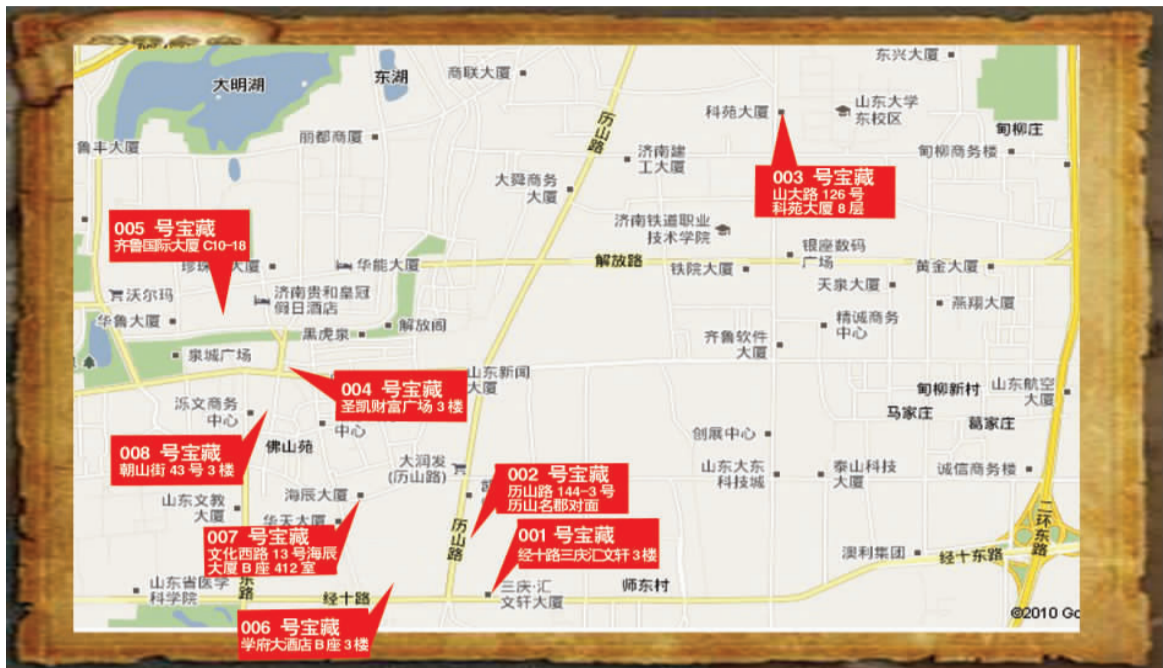 东兴大厦
大明湖
东湖
商联大厦
科苑大厦
山东大学
东校区
甸柳庄
鲁丰大厦
丽都商厦
历山路
济南建
工大厦
甸柳商务楼
大舜商务
大厦
003 号宝藏
山大路 126 号
科苑大厦 8 层
005 号宝藏
齐鲁国际大厦 C10-18
济南铁道职业
技术学院
珍珠
大厦
华能大厦
解放路
铁院大厦
银座数码
广场
黄金大厦
沃尔玛
济南贵和皇冠
假日酒店
天泉大厦
燕翔大厦
华鲁大厦
黑虎泉
解放阁
精诚商务
中心
齐鲁软件
大厦
泉城广场
004 号宝藏
圣凯财富广场 3 楼
山东新闻
大厦
甸柳新村
山东航空
大厦
马家庄
葛家庄
泺文商务
中心
中心
创展中心
佛山苑
008 号宝藏
朝山街 43 号 3 楼
大润发
(历山路)
002 号宝藏
历山路 144-3 号
历山名郡对面
山东大东
科技城
泰山科技
大厦
诚信商务楼
山东文教
大厦
海辰大厦
华天大厦
历山路
001 号宝藏
经十路三庆汇文轩 3 楼
007 号宝藏
文化西路 13 号海辰
大厦 B 座 412 室
二环东路
澳利集团
经十东路
山东省医学
科学院
东路
经十路
三庆·汇
文轩大厦
师东村
006 号宝藏
学府大酒店 B 座 3 楼
©2010 Go